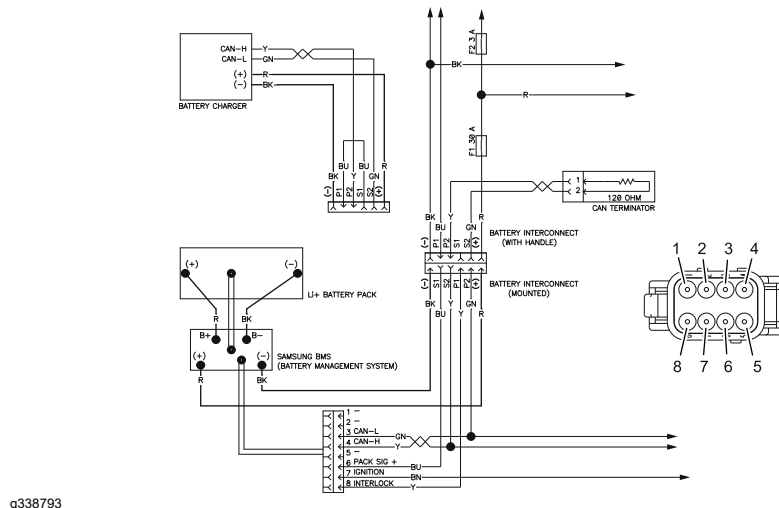 CAN-H Y
CAN-L GN
(+) R
(-) BK
BATTERY CHARGER
F2 3 A
BK
R
F1 30 A
BU BU R
BK Y GN
(-) P1 P2 S1 S2 (+)
1
2
120 OHM
CAN TERMINATOR
BK Y GN R
BU
(-) P1 P2 S1 S2 (+)
BATTERY INTERCONNECT
(WITH HANDLE)
(-) S1 S2 P1 P2 (+)
BATTERY INTERCONNECT
(MOUNTED)
BK BU Y Y GN R
(+) (-)
Li+ BATTERY PACK
R BK
B+ B-
(+) (-)
SAMSUNG BMS
(BATTERY MANAGEMENT SYSTEM)
R BK
1 -
2 -
3 CAN-L GN
4 CAN-H Y
5 -
6 PACK SIG + BU
7 IGNITION BN
8 INTERLOCK Y
1 2 3 4
8 7 6 5
g338793